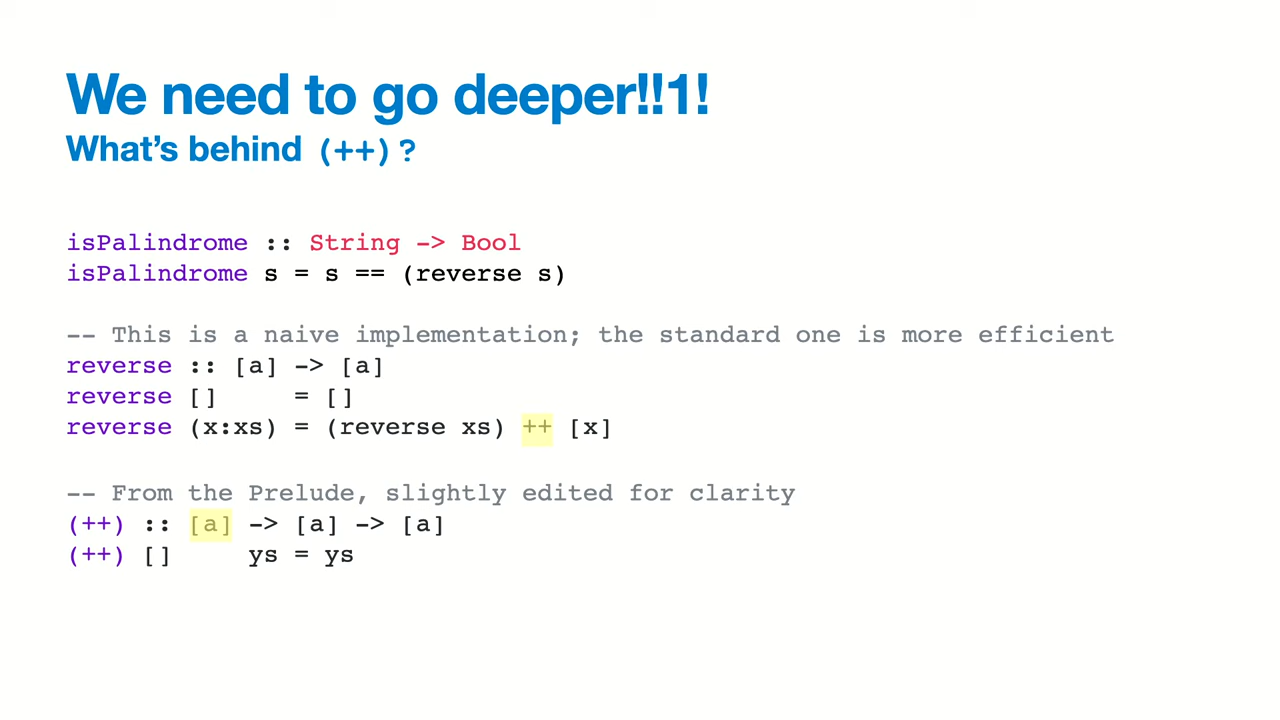 We need to go deeper!!1!
What's behind (++)?
isPalindrome :: String -> Bool
isPalindrome s = s == (reverse s)
-- This is a naive implementation; the standard one is more efficient
reverse :: [a] -> [a]
reverse []     = []
reverse (x:xs) = (reverse xs) ++ [x]
-- From the Prelude, slightly edited for clarity
(++) :: [a] -> [a] -> [a]
(++) []     ys = ys